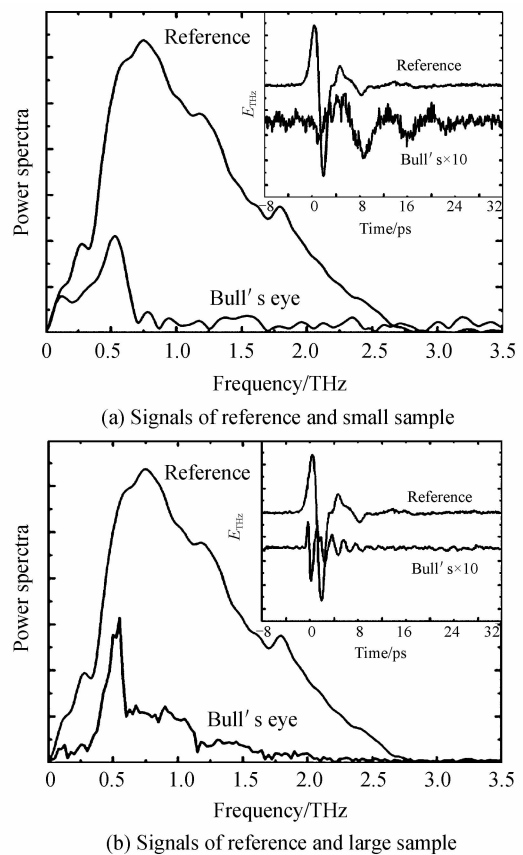 Reference
Reference
E_THz
Bull′ s×10
−8 0 8 16 24 32
Time/ps
Power sperctra
Bull′ s eye
0 0.5 1.0 1.5 2.0 2.5 3.0 3.5
Frequency/THz
(a) Signals of reference and small sample
Reference
Reference
E_THz
Bull′ s×10
−8 0 8 16 24 32
Time/ps
Power sperctra
Bull′ s eye
0 0.5 1.0 1.5 2.0 2.5 3.0 3.5
Frequency/THz
(b) Signals of reference and large sample